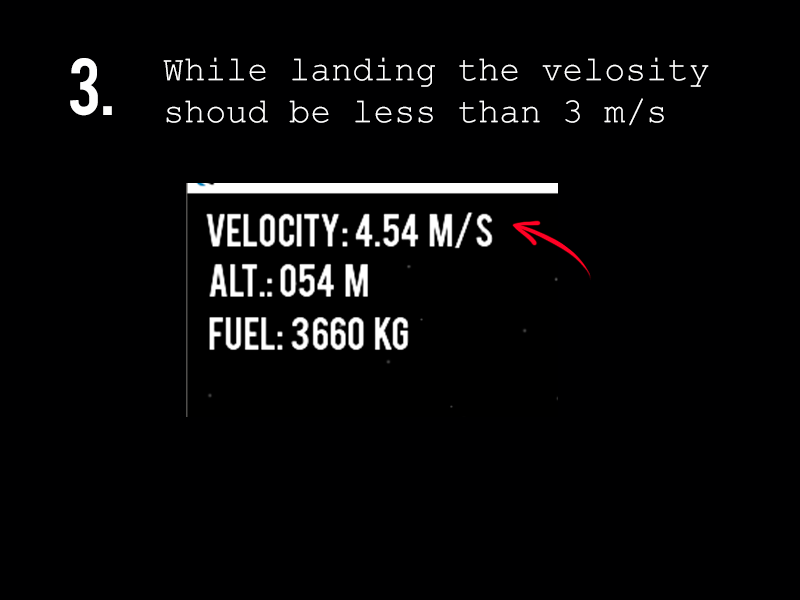 3. While landing the velosity
shoud be less than 3 m/s
VELOCITY: 4.54 M/S
ALT.: 054 M
FUEL: 3660 KG